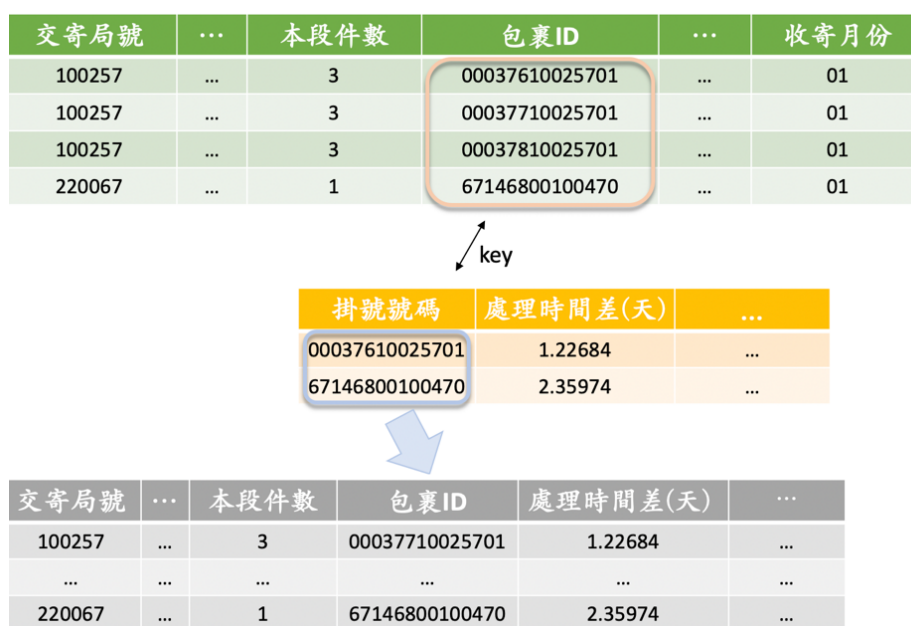 交寄局號 ... 本段件數 包裹ID ... 收寄月份
100257 ... 3 00037610025701 ... 01
100257 ... 3 00037710025701 ... 01
100257 ... 3 00037810025701 ... 01
220067 ... 1 67146800100470 ... 01
key
掛號號碼 處理時間差(天) ...
00037610025701 1.22684 ...
67146800100470 2.35974 ...
交寄局號 ... 本段件數 包裹ID 處理時間差(天) ...
100257 ... 3 00037710025701 1.22684 ...
... ... ... ... ... ...
220067 ... 1 67146800100470 2.35974 ...